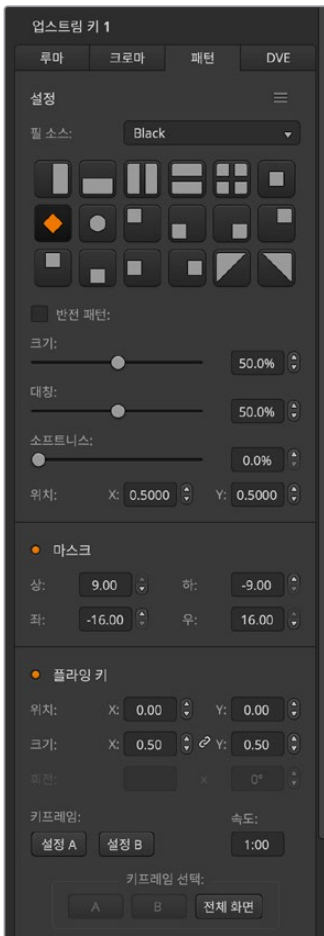 업스트림 키 1
루마 크로마 패턴 DVE
설정
필 소스: Black
반전 패턴:
크기:
50.0%
대칭:
50.0%
소프트니스:
0.0%
위치: X: 0.5000 Y: 0.5000
마스크
상: 9.00 하: -9.00
좌: -16.00 우: 16.00
플라잉 키
위치: X: 0.00 Y: 0.00
크기: X: 0.50 Y: 0.50
회전: x 0°
키프레임: 속도:
설정 A 설정 B 1:00
키프레임 선택:
A B 전체 화면